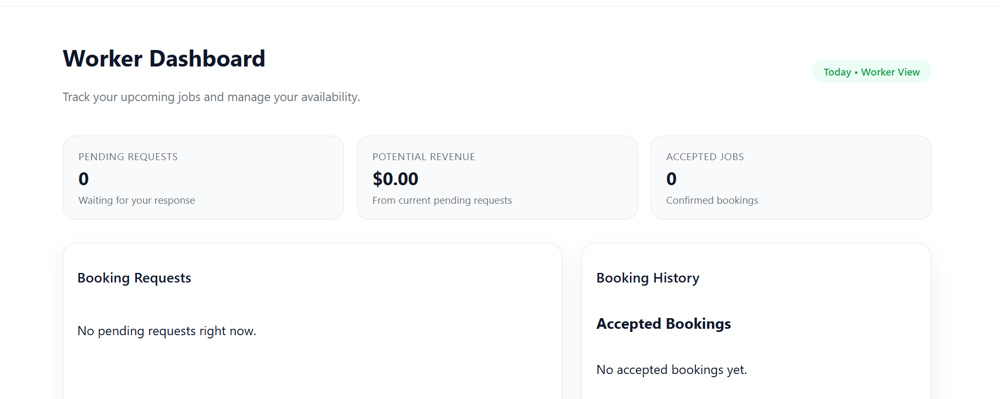 Worker Dashboard
Today • Worker View
Track your upcoming jobs and manage your availability.
PENDING REQUESTS
0
Waiting for your response
POTENTIAL REVENUE
$0.00
From current pending requests
ACCEPTED JOBS
0
Confirmed bookings
Booking Requests
No pending requests right now.
Booking History
Accepted Bookings
No accepted bookings yet.